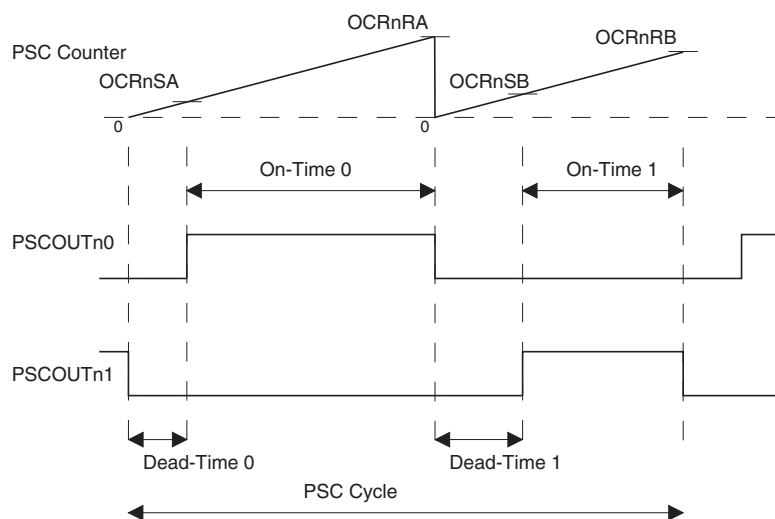 OCRnRA
PSC Counter
OCRnRB
OCRnSA
OCRnSB
0
0
On-Time 0
On-Time 1
PSCOUTn0
PSCOUTn1
Dead-Time 0
Dead-Time 1
PSC Cycle